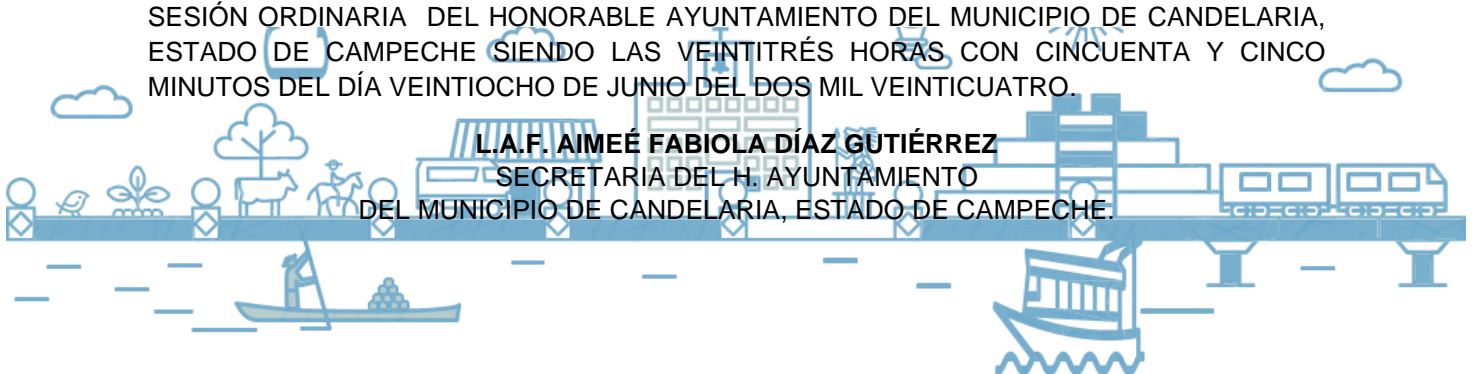 SESIÓN ORDINARIA DEL HONORABLE AYUNTAMIENTO DEL MUNICIPIO DE CANDELARIA,
ESTADO DE CAMPECHE SIENDO LAS VEINTITRÉS HORAS CON CINCUENTA Y CINCO
MINUTOS DEL DÍA VEINTIOCHO DE JUNIO DEL DOS MIL VEINTICUATRO.
L.A.F. AIMEÉ FABIOLA DÍAZ GUTIÉRREZ
SECRETARIA DEL H. AYUNTAMIENTO
DEL MUNICIPIO DE CANDELARIA, ESTADO DE CAMPECHE.